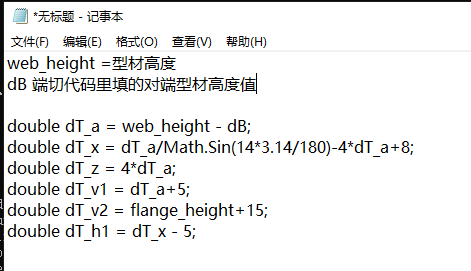 *无标题 - 记事本
文件(F) 编辑(E) 格式(O) 查看(V) 帮助(H)
web_height =型材高度
dB 端切代码里填的对端型材高度值
double dT_a = web_height - dB;
double dT_x = dT_a/Math.Sin(14*3.14/180)-4*dT_a+8;
double dT_z = 4*dT_a;
double dT_v1 = dT_a+5;
double dT_v2 = flange_height+15;
double dT_h1 = dT_x - 5;